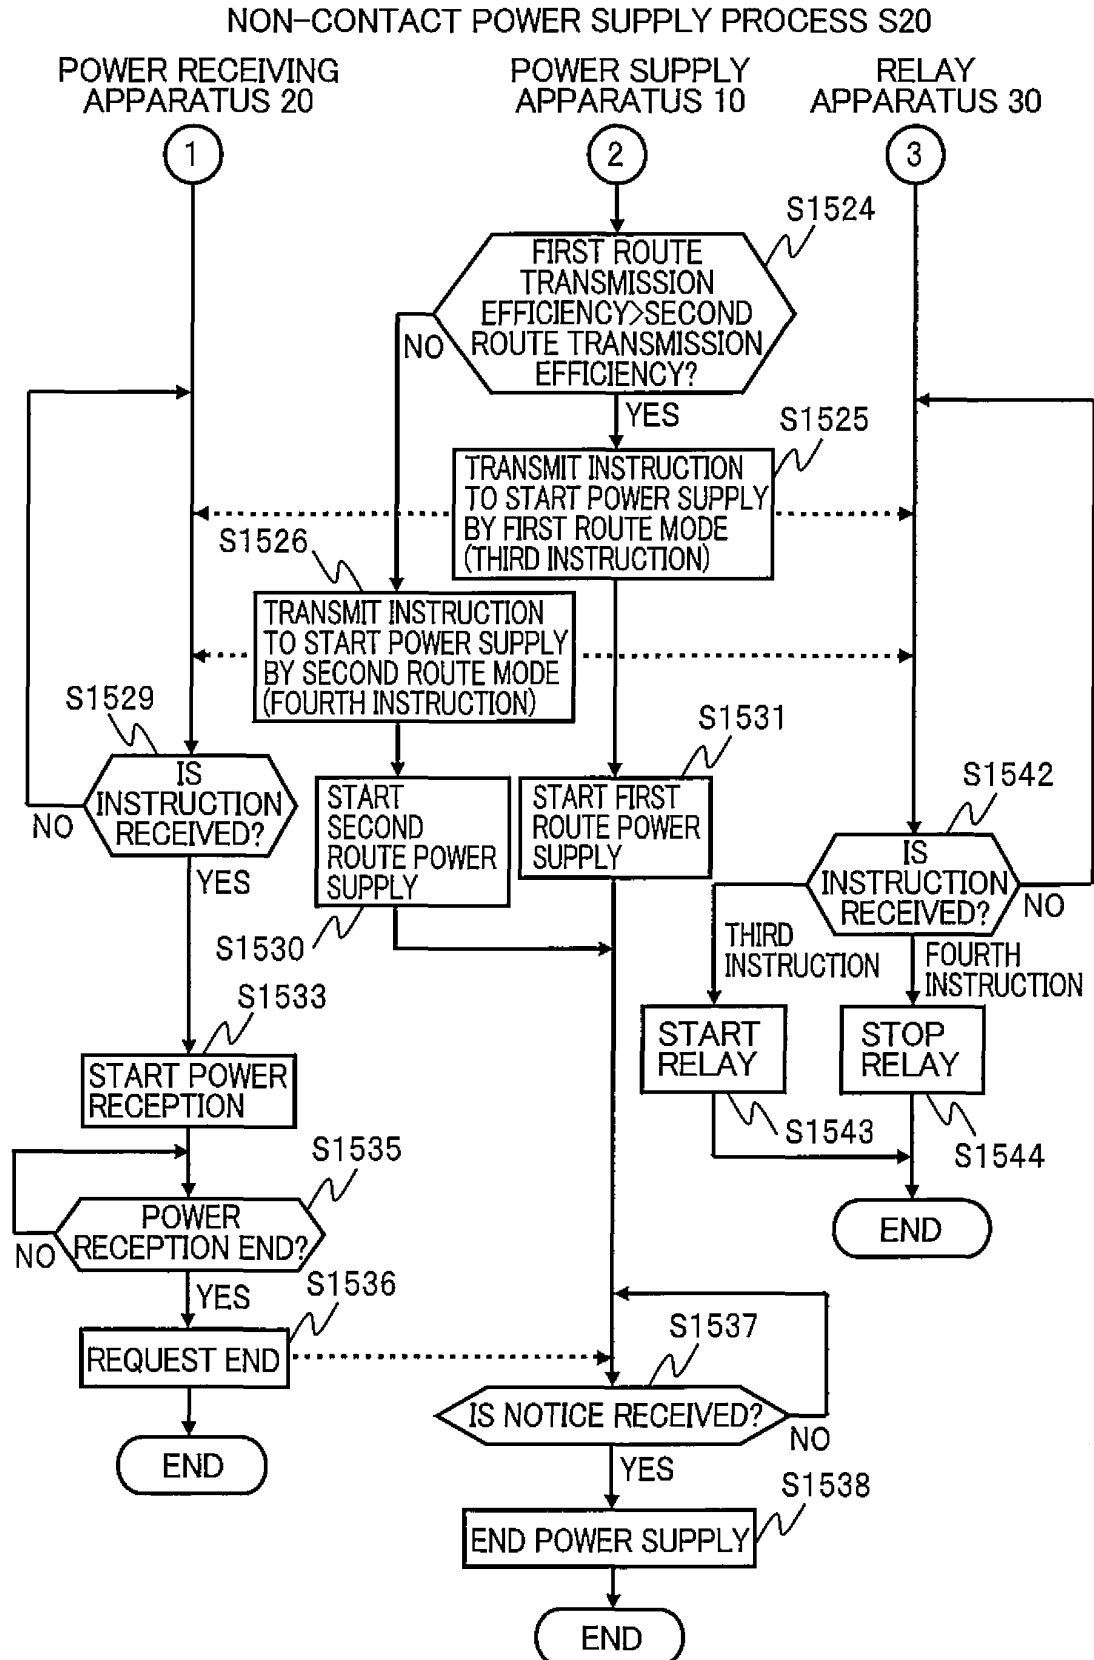 NON-CONTACT POWER SUPPLY PROCESS S20
POWER RECEIVING
APPARATUS 20
POWER SUPPLY
APPARATUS 10
RELAY
APPARATUS 30
1
2
3
S1524
FIRST ROUTE
TRANSMISSION
EFFICIENCY>SECOND
ROUTE TRANSMISSION
EFFICIENCY?
NO
YES
S1525
TRANSMIT INSTRUCTION
TO START POWER SUPPLY
BY FIRST ROUTE MODE
(THIRD INSTRUCTION)
S1526
TRANSMIT INSTRUCTION
TO START POWER SUPPLY
BY SECOND ROUTE MODE
(FOURTH INSTRUCTION)
S1529
IS
INSTRUCTION
RECEIVED?
NO
YES
START
SECOND
ROUTE POWER
SUPPLY
S1530
S1531
START FIRST
ROUTE POWER
SUPPLY
S1542
IS
INSTRUCTION
RECEIVED?
NO
THIRD
INSTRUCTION
FOURTH
INSTRUCTION
START
RELAY
S1543
STOP
RELAY
S1544
END
S1533
START POWER
RECEPTION
S1535
POWER
RECEPTION END?
NO
YES
S1536
REQUEST END
END
S1537
IS NOTICE RECEIVED?
NO
YES
S1538
END POWER SUPPLY
END